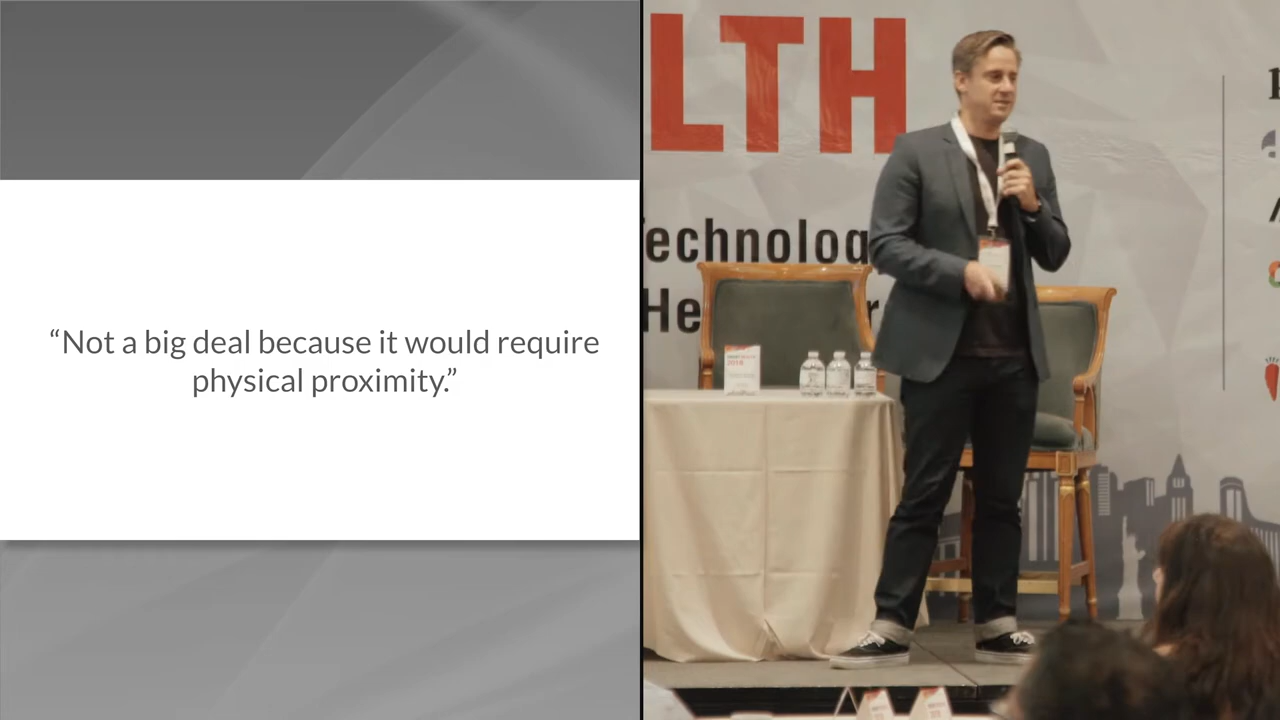 “Not a big deal because it would require
physical proximity.”
LTH
Technolog
He